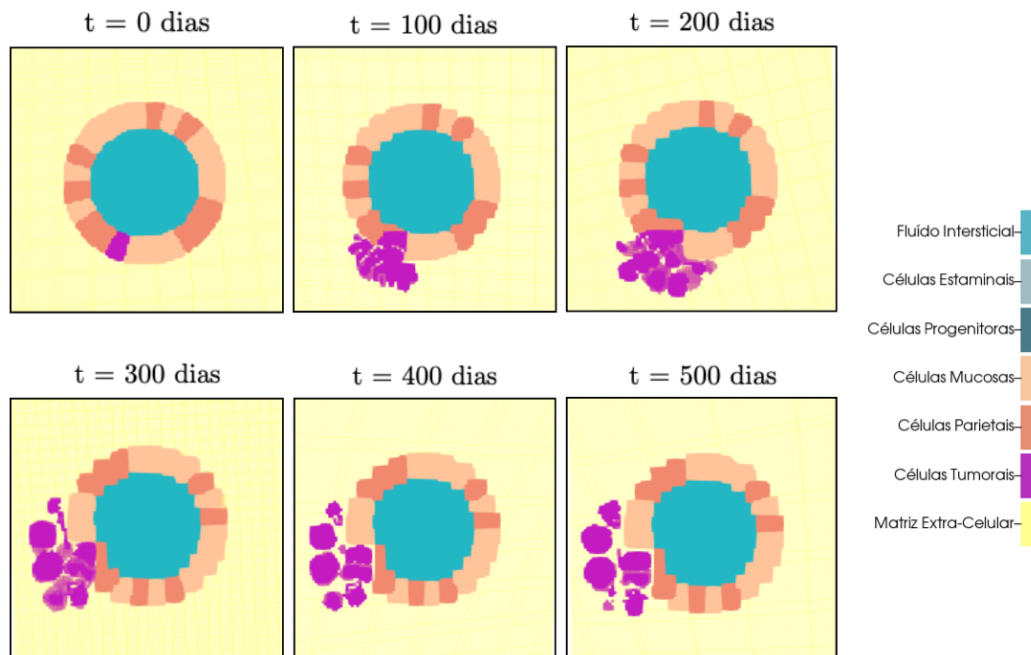 t = 0 dias
t = 100 dias
t = 200 dias
t = 300 dias
t = 400 dias
t = 500 dias
Fluído Intersticial
Células Estaminais
Células Progenitoras
Células Mucosas
Células Parietais
Células Tumorais
Matriz Extra-Celular